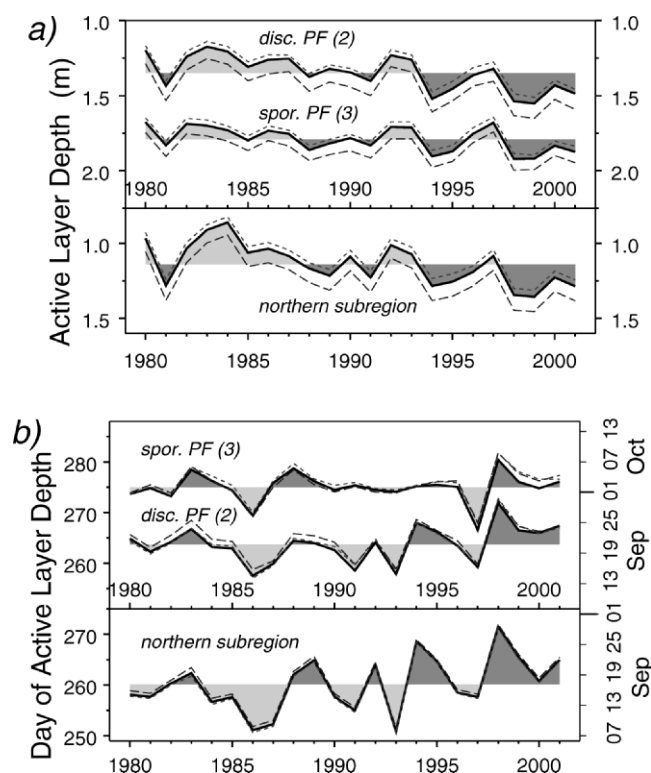 a)
1.0 1.0
disc. PF (2)
1.5 1.5
spor. PF (3)
2.0 2.0
1980 1985 1990 1995 2000
Active Layer Depth (m)
1.0 1.0
northern subregion
1.5 1.5
1980 1985 1990 1995 2000
b)
13
spor. PF (3)
280 07 Oct
270 01
disc. PF (2) 25
265 19 Sep
260 13
1980 1985 1990 1995 2000
Day of Active Layer Depth
01
270 northern subregion 25
19 Sep
260 13
250 07
1980 1985 1990 1995 2000